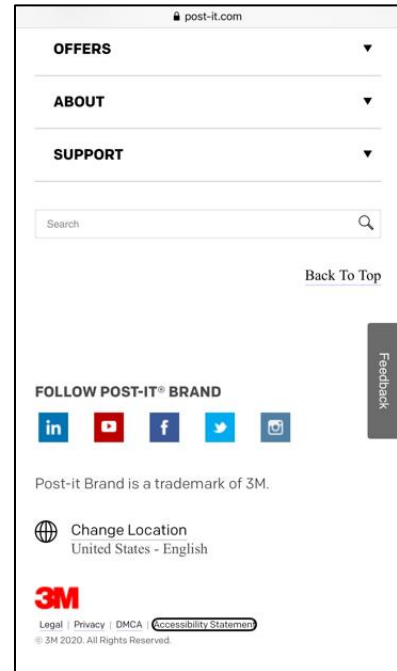 post-it.com
OFFERS
ABOUT
SUPPORT
Search
Back To Top
Feedback
FOLLOW POST-IT® BRAND
in
f
Post-it Brand is a trademark of 3M.
Change Location
United States - English
3M
Legal | Privacy | DMCA | Accessibility Statement
© 3M 2020. All Rights Reserved.